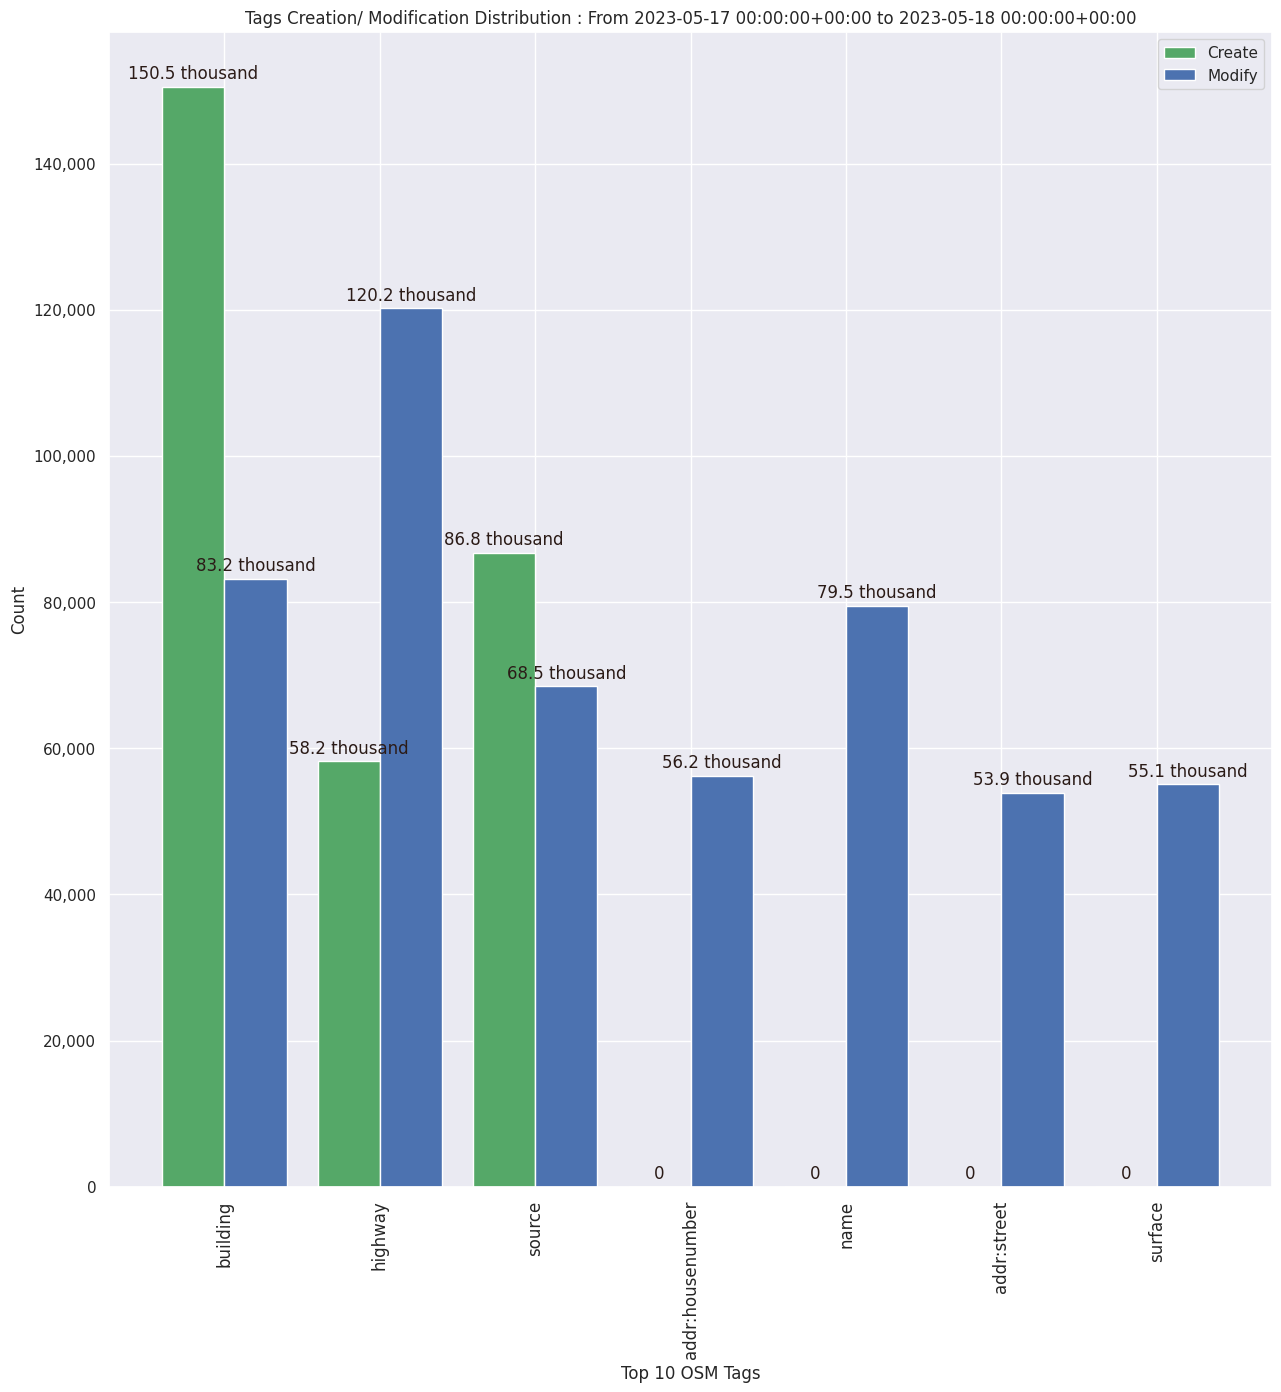 Tags Creation/ Modification Distribution : From 2023-05-17 00:00:00+00:00 to 2023-05-18 00:00:00+00:00
Create
Modify
150.5 thousand
83.2 thousand
58.2 thousand
120.2 thousand
86.8 thousand
68.5 thousand
0
56.2 thousand
0
79.5 thousand
0
53.9 thousand
0
55.1 thousand
140,000
120,000
100,000
80,000
60,000
40,000
20,000
0
Count
building
highway
source
addr:housenumber
name
addr:street
surface
Top 10 OSM Tags